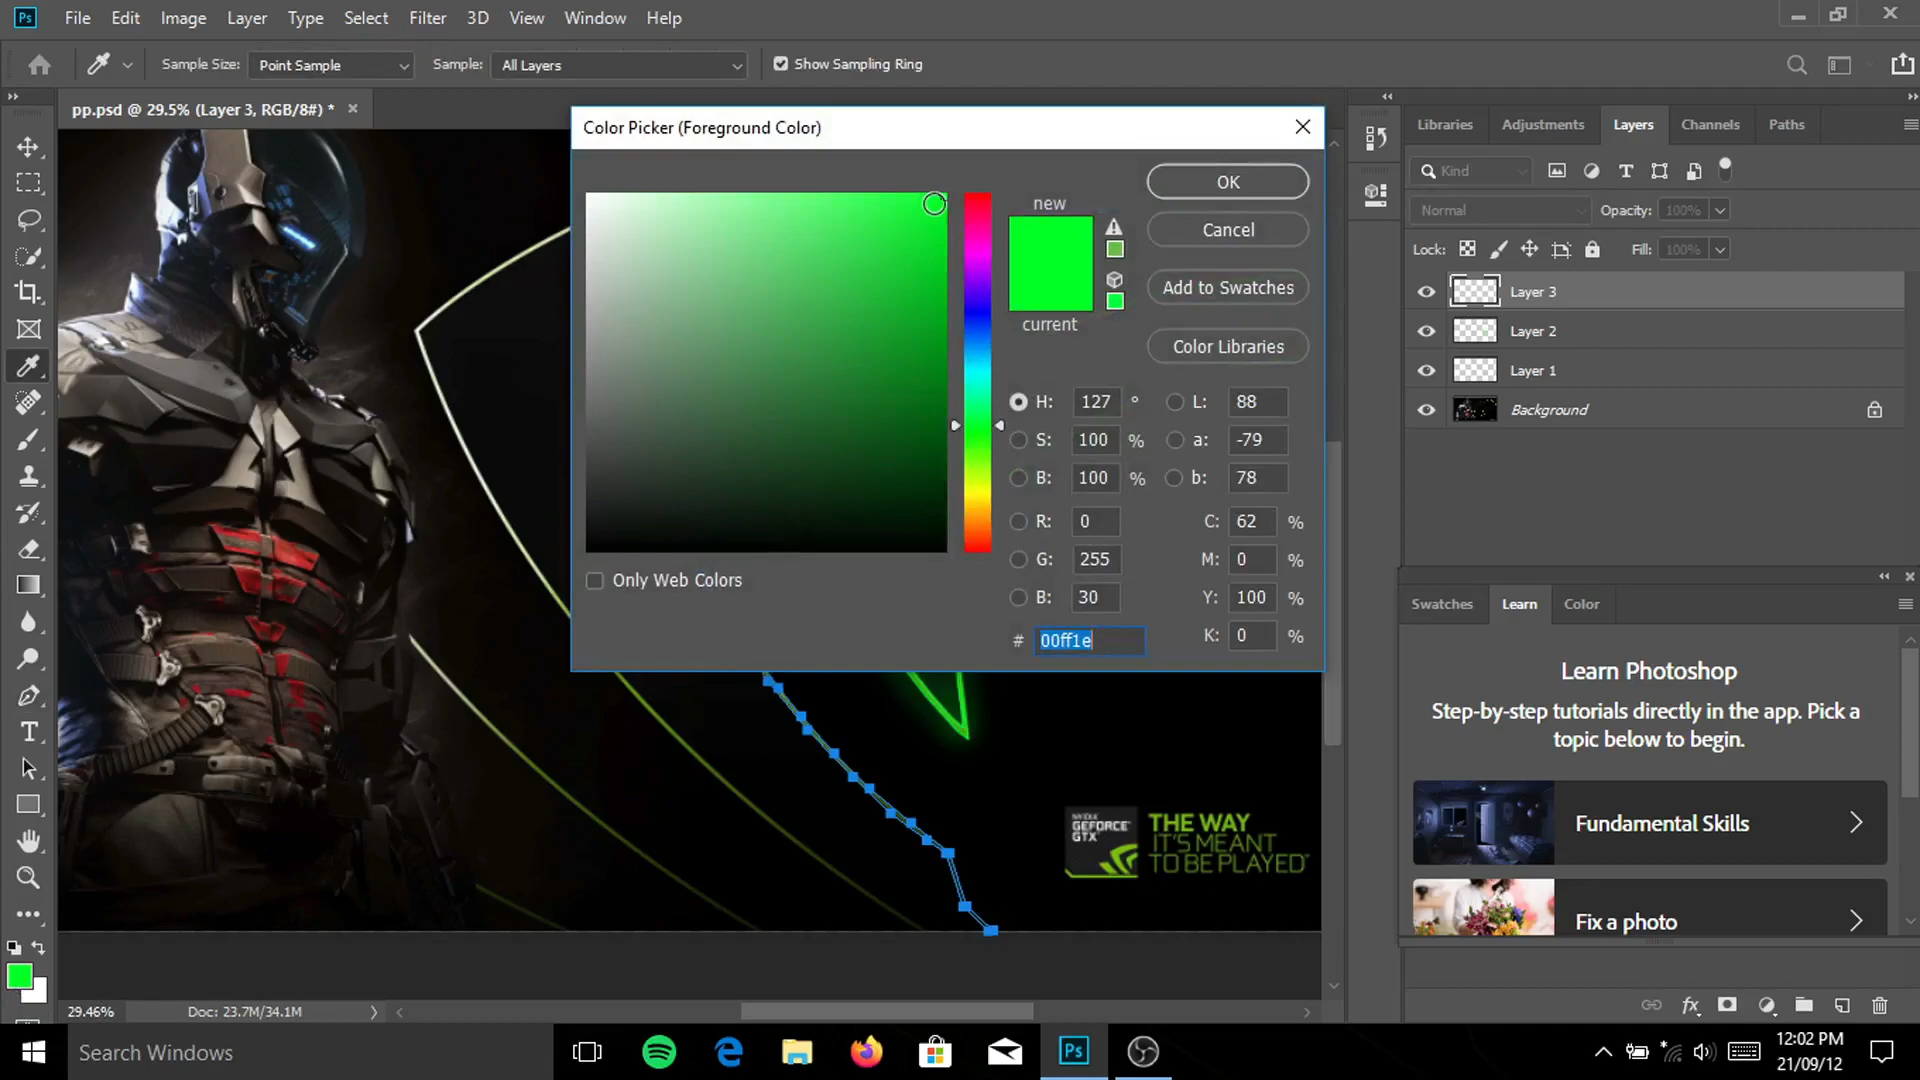 Ps File Edit Image Layer Type Select Filter 3D View Window Help
Sample Size: Point Sample Sample: All Layers Show Sampling Ring
pp.psd @ 29.5% (Layer 3, RGB/8#) *
Color Picker (Foreground Color)
new
current
OK
Cancel
Add to Swatches
Color Libraries
H: 127 ° L: 88
S: 100 % a: -79
B: 100 % b: 78
R: 0 C: 62 %
G: 255 M: 0 %
B: 30 Y: 100 %
# 00ff1e K: 0 %
Only Web Colors
Libraries Adjustments Layers Channels Paths
Kind
Normal Opacity: 100%
Lock: Fill: 100%
Layer 3
Layer 2
Layer 1
Background
Swatches Learn Color
Learn Photoshop
Step-by-step tutorials directly in the app. Pick a
topic below to begin.
Fundamental Skills
Fix a photo
NVIDIA
GEFORCE
GTX
THE WAY
IT'S MEANT
TO BE PLAYED
29.46% Doc: 23.7M/34.1M
fx
Search Windows
Ps
12:02 PM
21/09/12